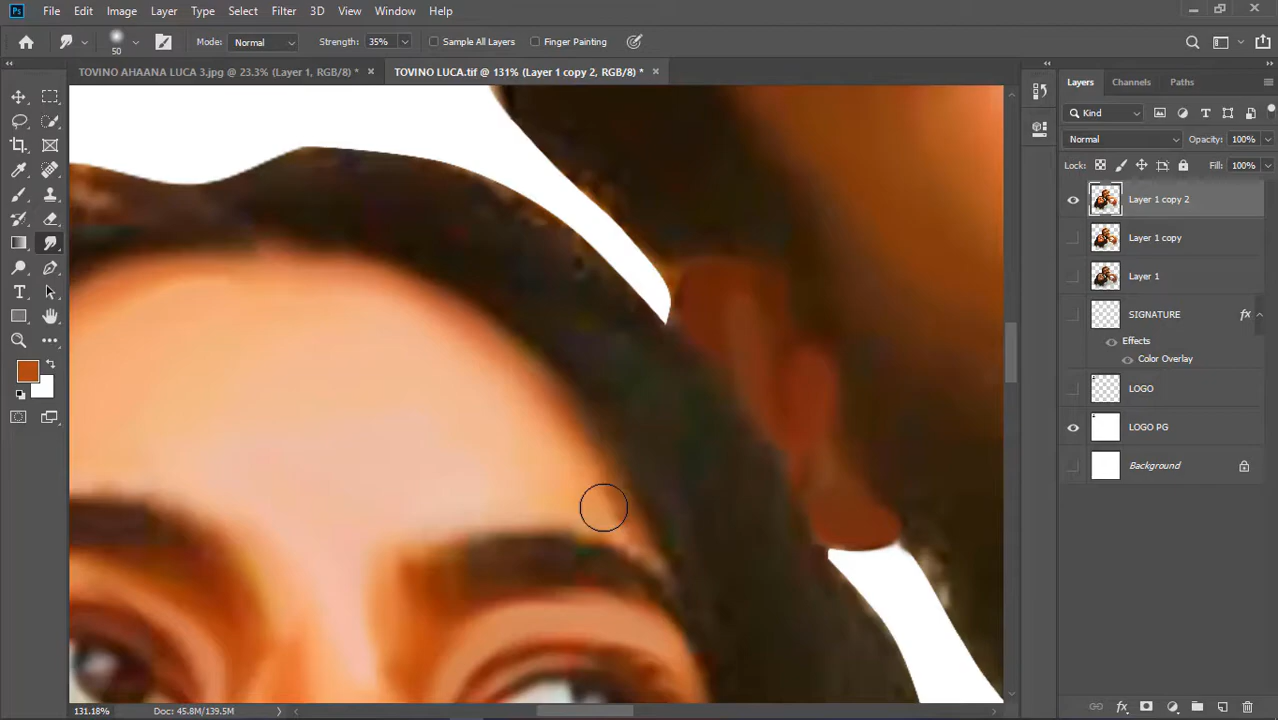 Ps File Edit Image Layer Type Select Filter 3D View Window Help
50 Mode: Normal Strength: 35% Sample All Layers Finger Painting
TOVINO AHAANA LUCA 3.jpg @ 23.3% (Layer 1, RGB/8) * × TOVINO LUCA.tif @ 131% (Layer 1 copy 2, RGB/8) * ×
Layers Channels Paths
Kind
Normal Opacity: 100%
Lock: Fill: 100%
Layer 1 copy 2
Layer 1 copy
Layer 1
SIGNATURE fx
Effects
Color Overlay
LOGO
LOGO PG
Background
131.18% Doc: 45.8M/139.5M